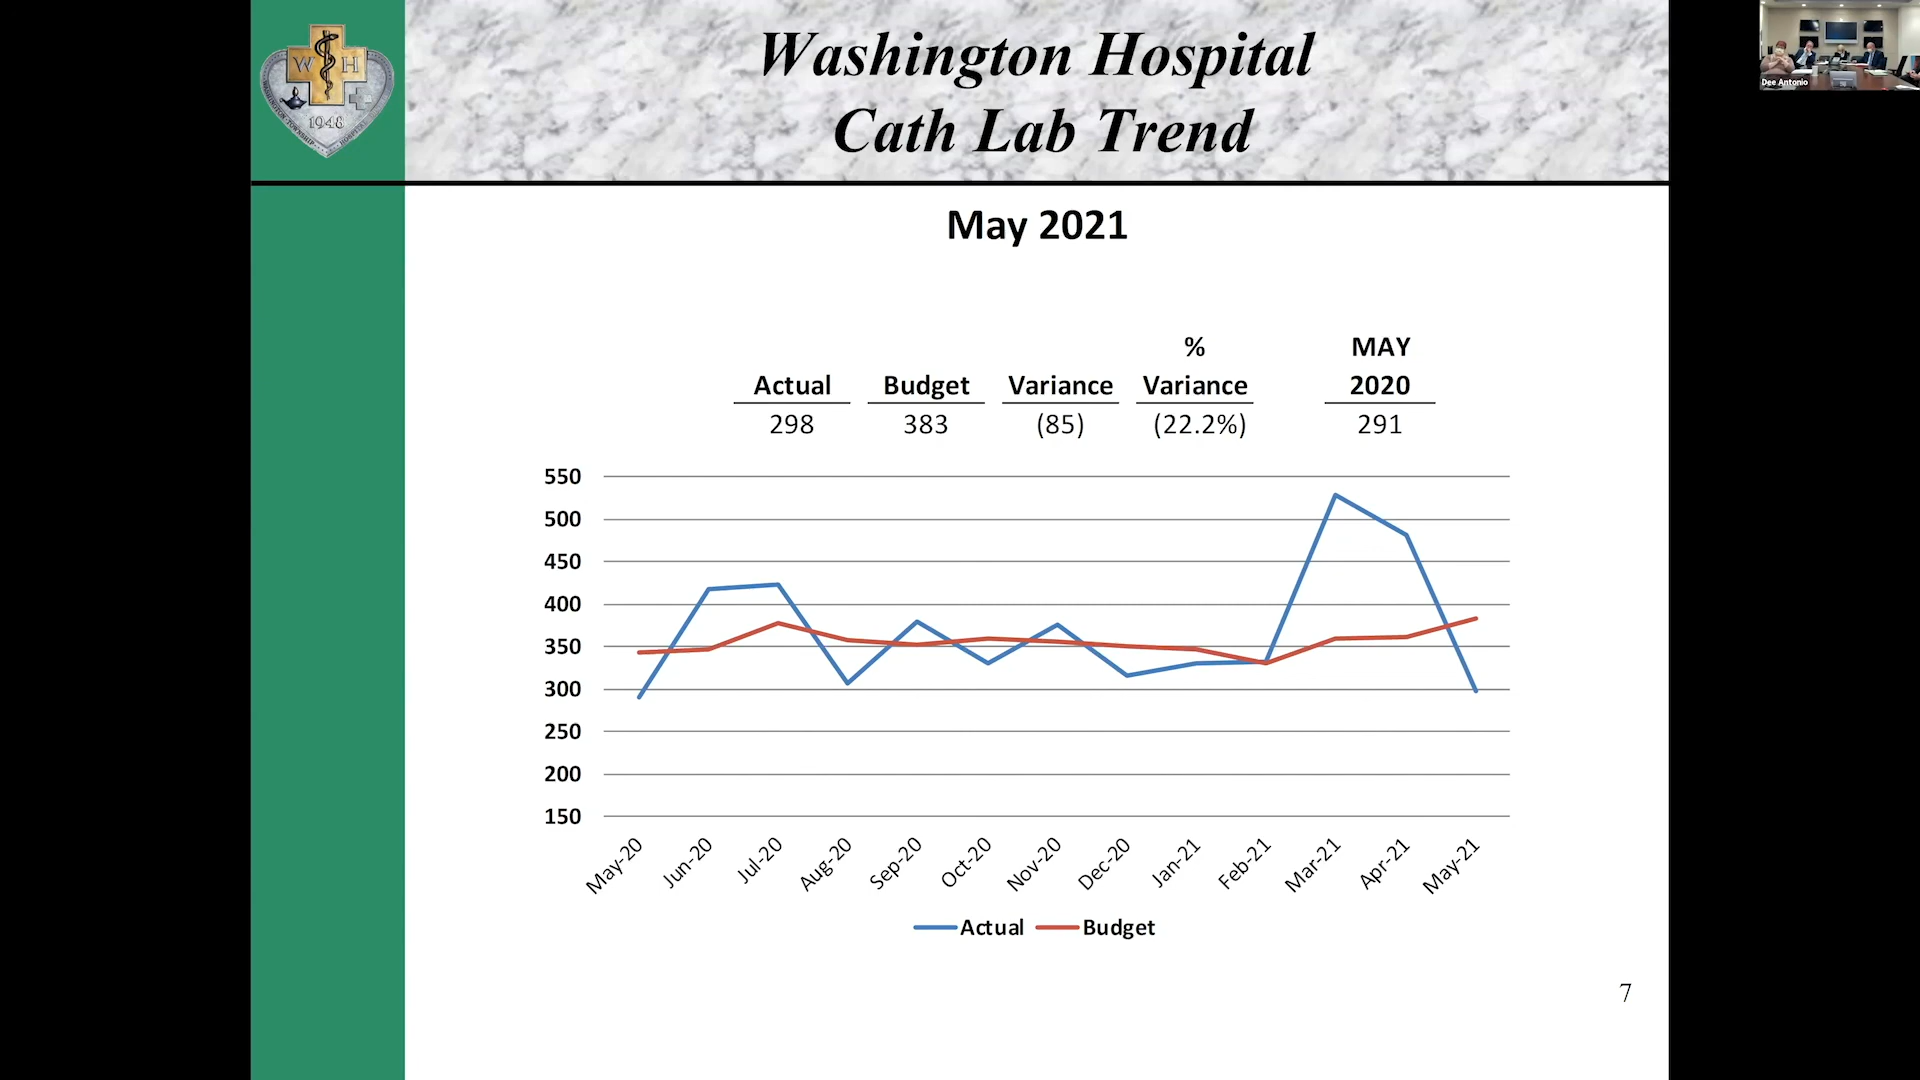 Washington Hospital
Cath Lab Trend
W H
1948
Dee Antonio
May 2021
Actual Budget Variance % Variance MAY 2020
298 383 (85) (22.2%) 291
550
500
450
400
350
300
250
200
150
May-20 Jun-20 Jul-20 Aug-20 Sep-20 Oct-20 Nov-20 Dec-20 Jan-21 Feb-21 Mar-21 Apr-21 May-21
Actual Budget
7